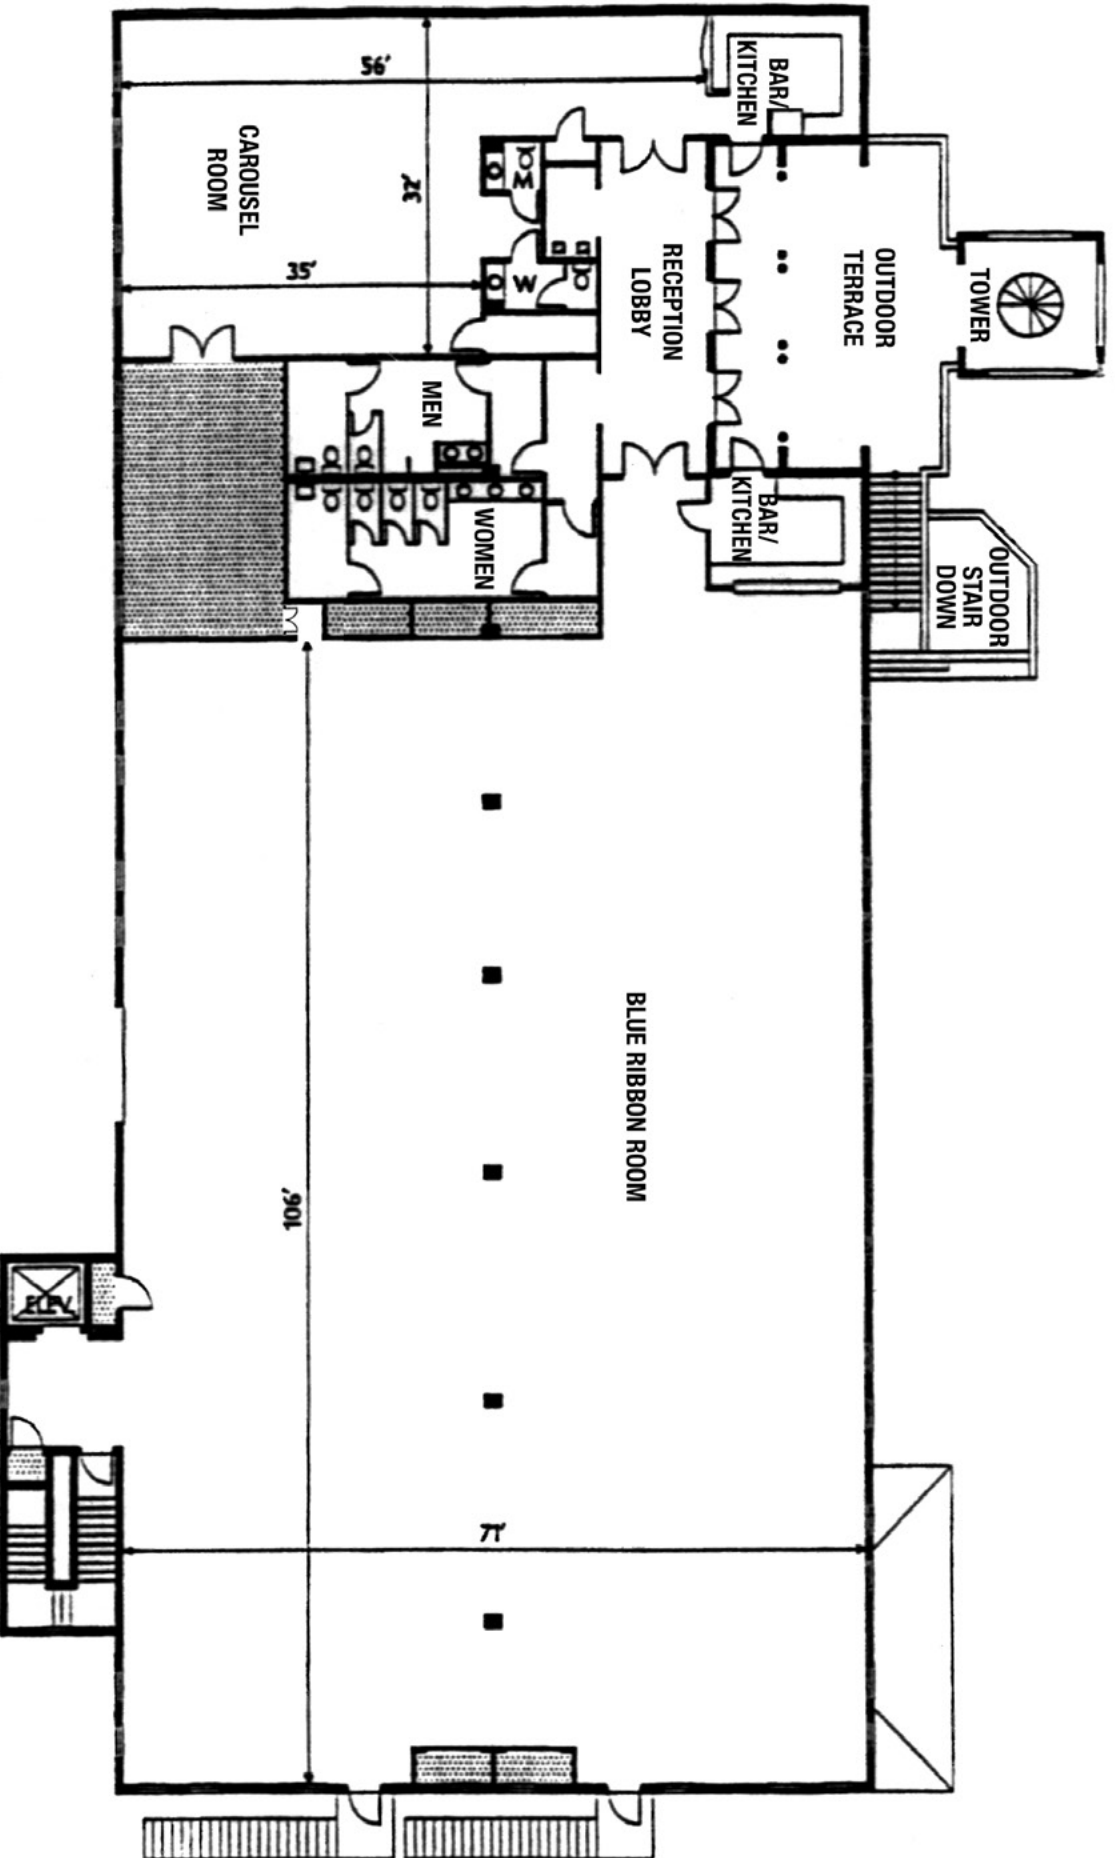 56'
BAR/
KITCHEN
CAROUSEL
ROOM
32'
M
35'
W
RECEPTION
LOBBY
OUTDOOR
TERRACE
TOWER
MEN
WOMEN
BAR/
KITCHEN
OUTDOOR
STAIR
DOWN
BLUE RIBBON ROOM
106'
ELEV.
71'